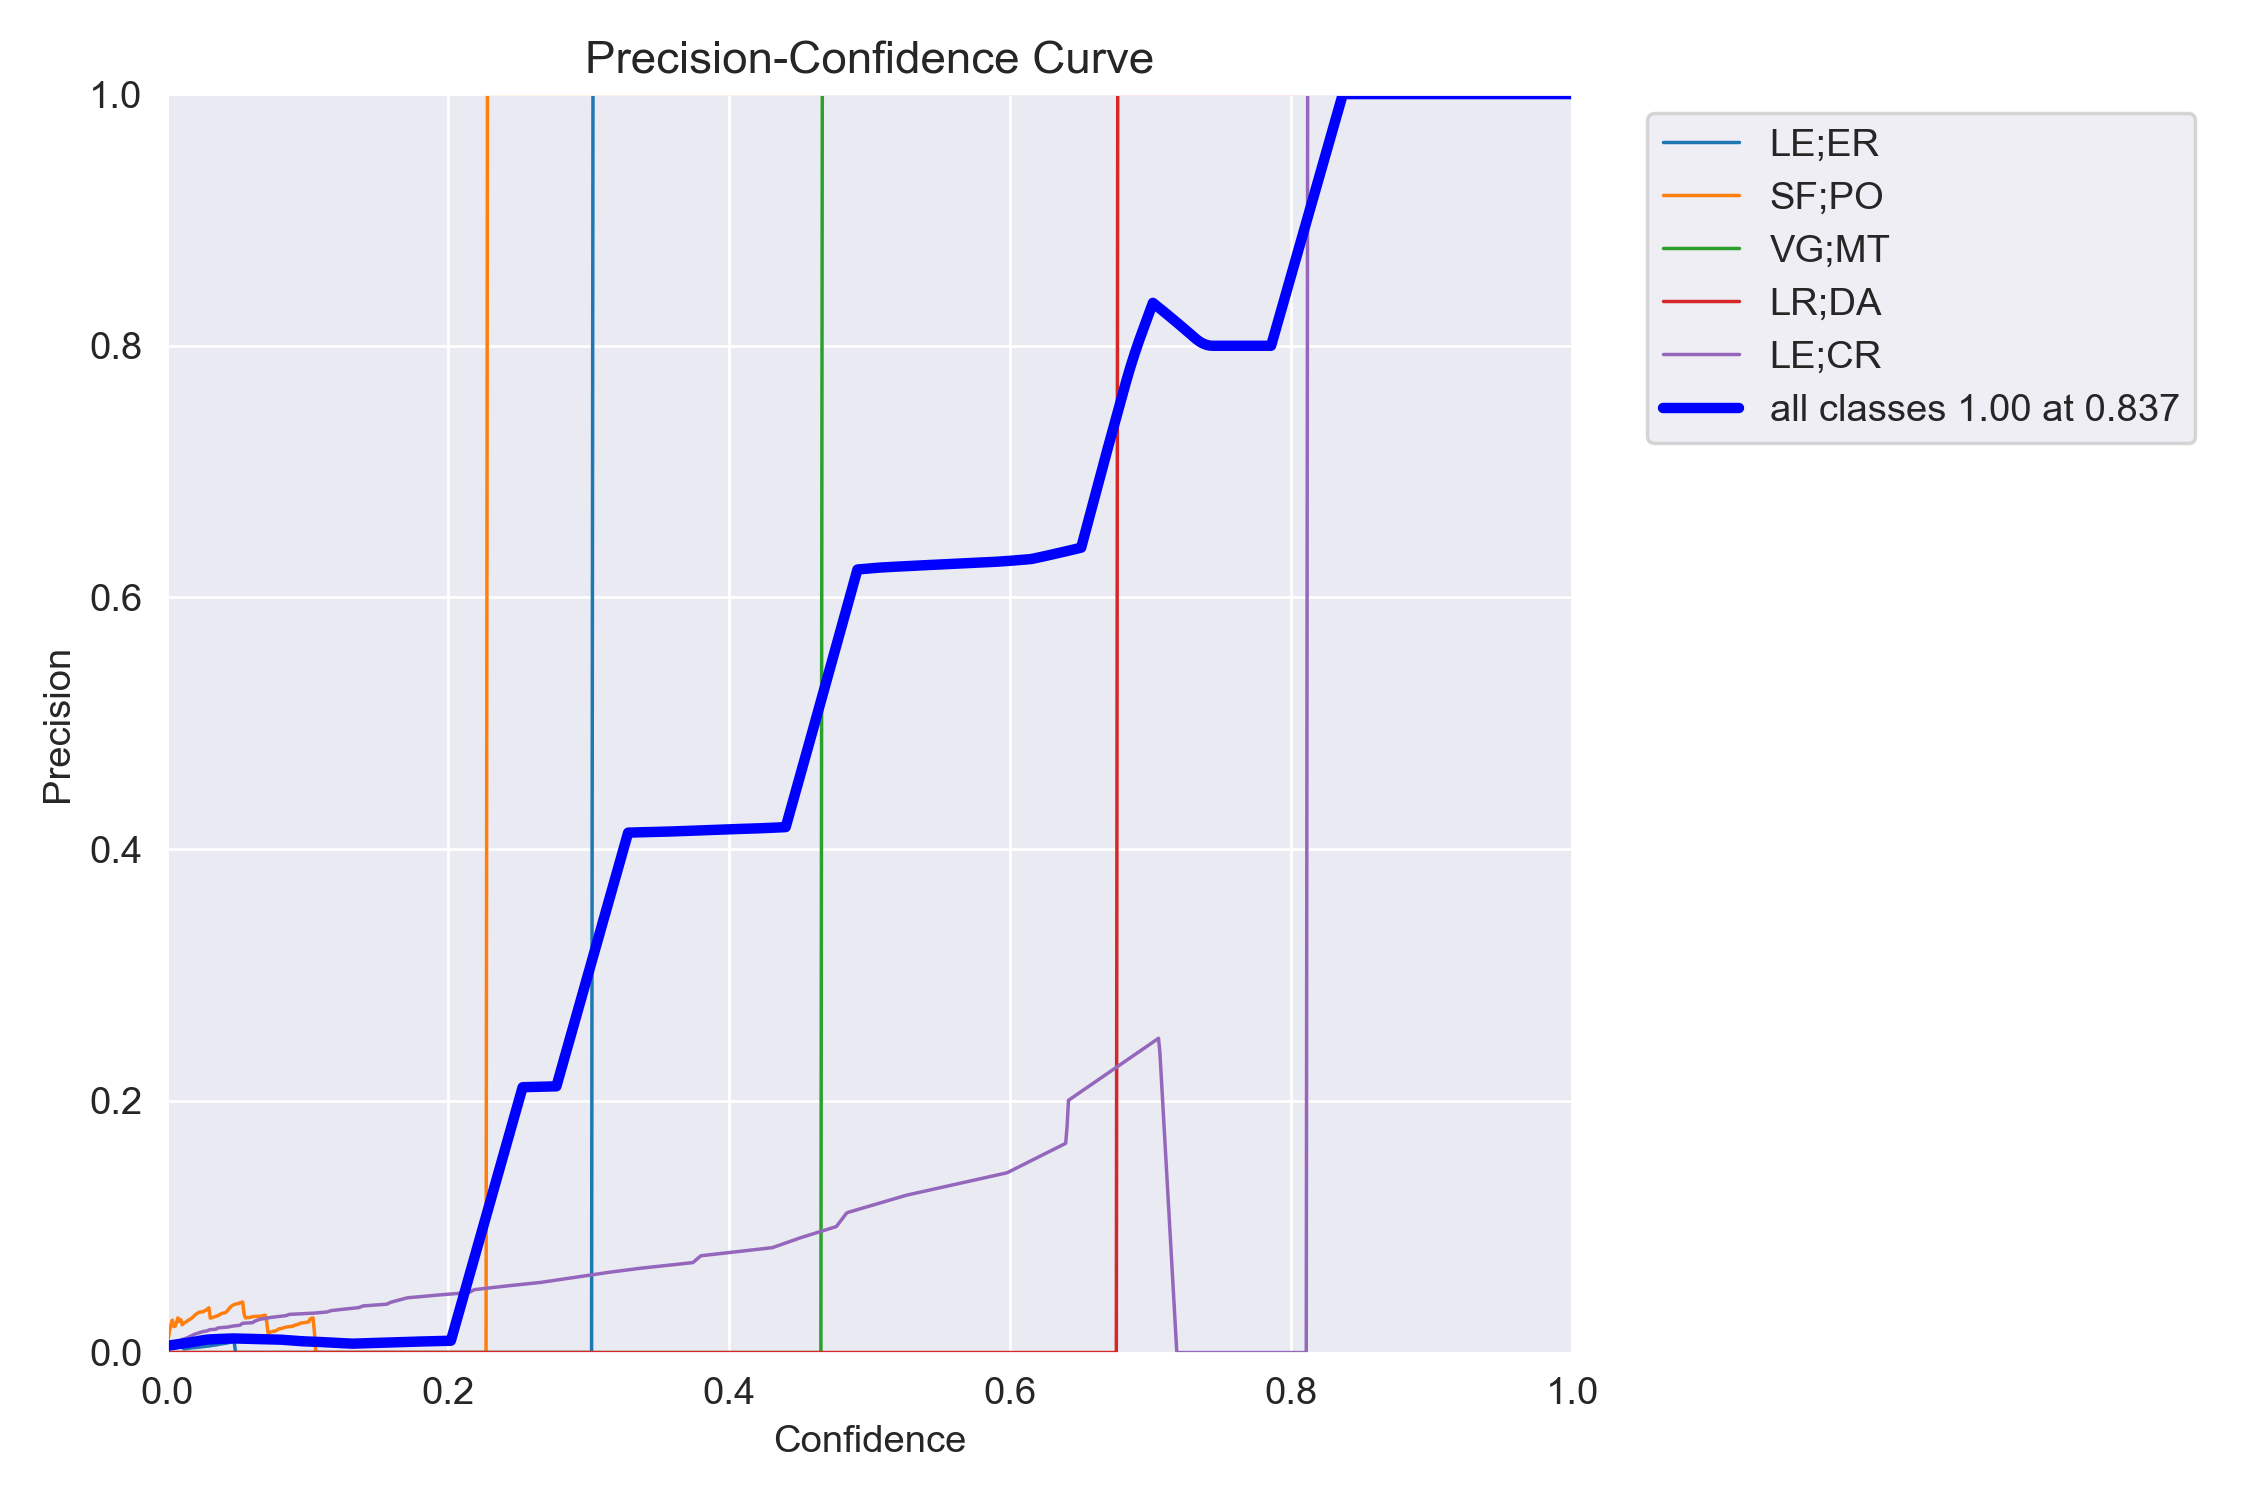 Precision-Confidence Curve
1.0
0.8
0.6
0.4
0.2
0.0
Precision
0.0 0.2 0.4 0.6 0.8 1.0
Confidence
LE;ER
SF;PO
VG;MT
LR;DA
LE;CR
all classes 1.00 at 0.837